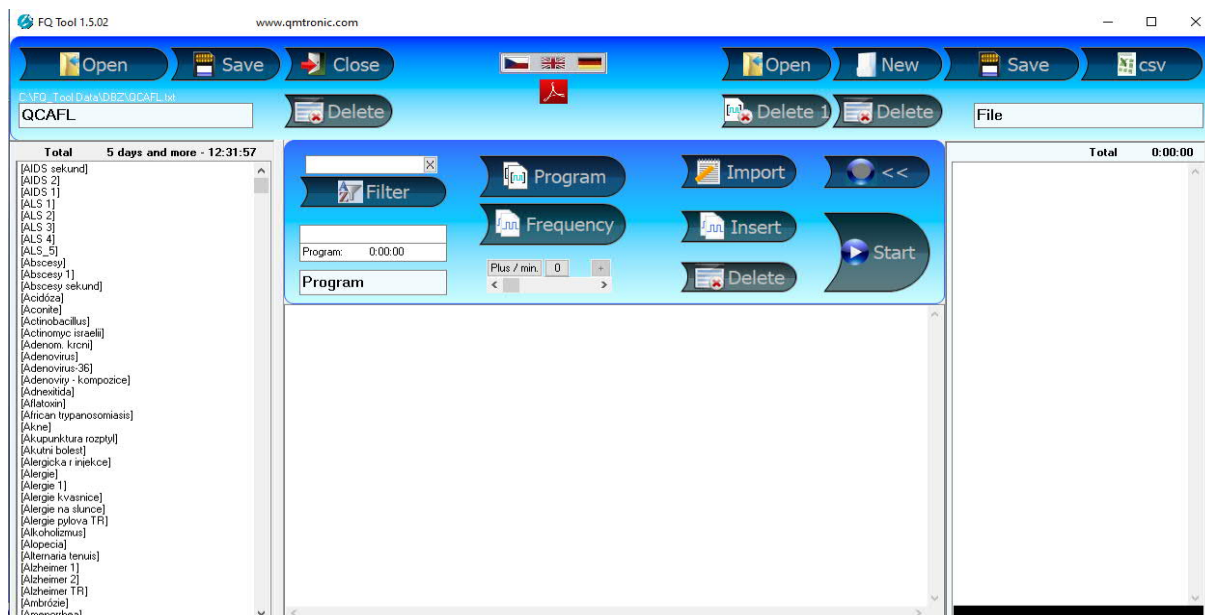 FQ Tool 1.5.02 www.qmtronic.com
Open Save Close Open New Save csv
C:\FQ_Tool Data\DBZ\QCAFL.txt
QCAFL Delete Delete 1 Delete File
Total 5 days and more - 12:31:57
[AIDS sekund]
[AIDS 2]
[AIDS 1]
[ALS 1]
[ALS 2]
[ALS 3]
[ALS 4]
[ALS_5]
[Abscesy]
[Abscesy 1]
[Abscesy sekund]
[Acidóza]
[Aconite]
[Actinobacillus]
[Actinomyc israelii]
[Adenom. krcni]
[Adenovirus]
[Adenovirus-36]
[Adenoviry - kompozice]
[Adnexitida]
[Aflatoxin]
[African trypanosomiasis]
[Akne]
[Akupunktura rozptyl]
[Akutni bolest]
[Alergicka r injekce]
[Alergie]
[Alergie 1]
[Alergie kvasnice]
[Alergie na slunce]
[Alergie pylova TR]
[Alkoholizmus]
[Alopecia]
[Alternaria tenuis]
[Alzheimer 1]
[Alzheimer 2]
[Alzheimer TR]
[Ambrózie]
[Amenorrhea]
Filter
Program: 0:00:00
Program
Program
Frequency
Plus / min. 0 +
Import <<
Insert
Start
Delete
Total 0:00:00